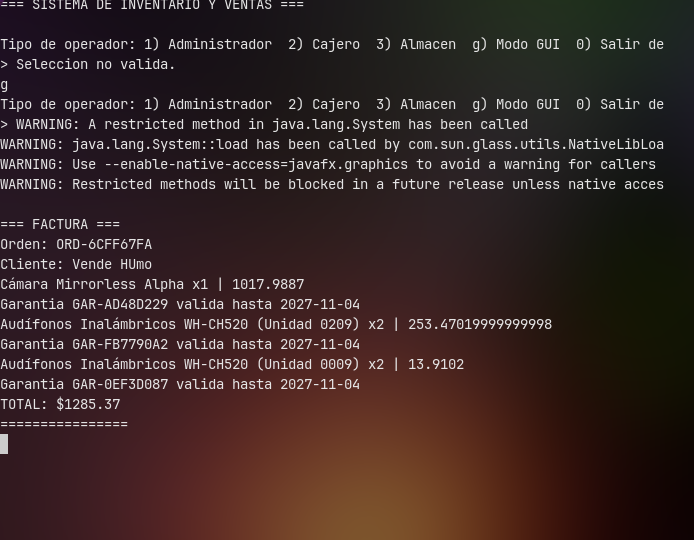 === SISTEMA DE INVENTARIO Y VENTAS ===
Tipo de operador: 1) Administrador  2) Cajero  3) Almacen  g) Modo GUI  0) Salir de
> Seleccion no valida.
g
Tipo de operador: 1) Administrador  2) Cajero  3) Almacen  g) Modo GUI  0) Salir de
> WARNING: A restricted method in java.lang.System has been called
WARNING: java.lang.System::load has been called by com.sun.glass.utils.NativeLibLoa
WARNING: Use --enable-native-access=javafx.graphics to avoid a warning for callers
WARNING: Restricted methods will be blocked in a future release unless native acces
=== FACTURA ===
Orden: ORD-6CFF67FA
Cliente: Vende HUmo
Cámara Mirrorless Alpha x1 | 1017.9887
Garantia GAR-AD48D229 valida hasta 2027-11-04
Audífonos Inalámbricos WH-CH520 (Unidad 0209) x2 | 253.47019999999998
Garantia GAR-FB7790A2 valida hasta 2027-11-04
Audífonos Inalámbricos WH-CH520 (Unidad 0009) x2 | 13.9102
Garantia GAR-0EF3D087 valida hasta 2027-11-04
TOTAL: $1285.37
================